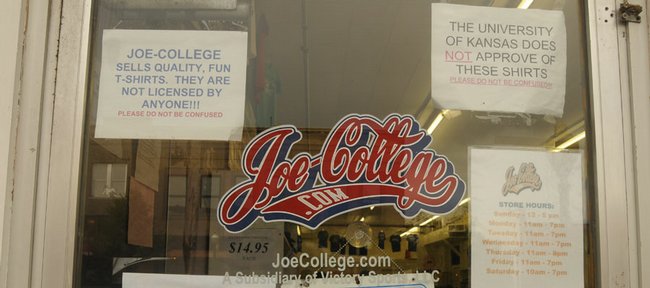 JOE-COLLEGE
SELLS QUALITY, FUN
T-SHIRTS. THEY ARE
NOT LICENSED BY
ANYONE!!!
PLEASE DO NOT BE CONFUSED
THE UNIVERSITY
OF KANSAS DOES
NOT APPROVE OF
THESE SHIRTS
PLEASE DO NOT BE CONFUSED!
Joe-College
.COM
$14.95
JoeCollege.com
A Subsidiary of Victory Sports LLC
Joe-College
STORE HOURS:
Sunday - 12 - 5 pm
Monday - 11am - 7pm
Tuesday - 11am - 7pm
Wednesday - 11am - 7pm
Thursday - 11am - 8pm
Friday - 11am - 7pm
Saturday - 10am - 7pm